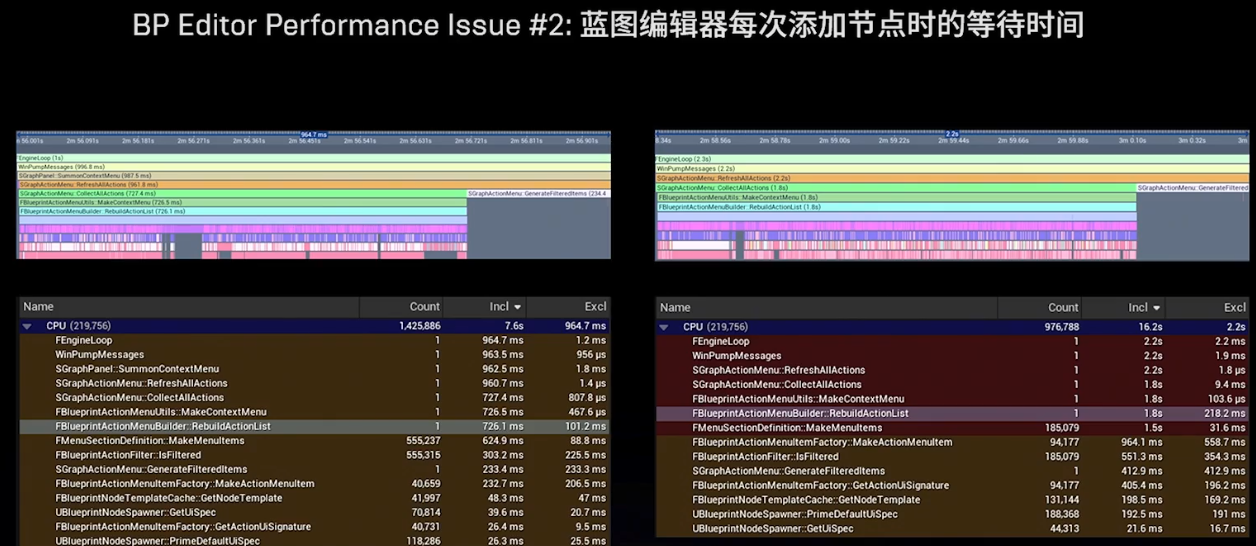 BP Editor Performance Issue #2: 蓝图编辑器每次添加节点时的等待时间
964.7 ms
56.001s 2m 56.091s 2m 56.181s 2m 56.271s 2m 56.361s 2m 56.451s 2m 56.541s 2m 56.631s 2m 56.721s 2m 56.811s 2m 56.901s
FEngineLoop (1s)
WinPumpMessages (996.8 ms)
SGraphPanel::SummonContextMenu (987.5 ms)
SGraphActionMenu::RefreshAllActions (961.8 ms)
SGraphActionMenu::CollectAllActions (727.4 ms) SGraphActionMenu::GenerateFilteredItems (234.4
FBlueprintActionMenuUtils::MakeContextMenu (726.5 ms)
FBlueprintActionMenuBuilder::RebuildActionList (726.1 ms)
Name Count Incl Excl
CPU (219,756) 1,425,886 7.6s 964.7 ms
FEngineLoop 1 964.7 ms 1.2 ms
WinPumpMessages 1 963.5 ms 956 µs
SGraphPanel::SummonContextMenu 1 962.5 ms 1.8 ms
SGraphActionMenu::RefreshAllActions 1 960.7 ms 1.4 µs
SGraphActionMenu::CollectAllActions 1 727.4 ms 807.8 µs
FBlueprintActionMenuUtils::MakeContextMenu 1 726.5 ms 467.6 µs
FBlueprintActionMenuBuilder::RebuildActionList 1 726.1 ms 101.2 ms
FMenuSectionDefinition::MakeMenuItems 555,237 624.9 ms 88.8 ms
FBlueprintActionFilter::IsFiltered 555,315 303.2 ms 225.5 ms
SGraphActionMenu::GenerateFilteredItems 1 233.4 ms 233.3 ms
FBlueprintActionMenuItemFactory::MakeActionMenuItem 40,659 232.7 ms 206.5 ms
FBlueprintNodeTemplateCache::GetNodeTemplate 41,997 48.3 ms 47 ms
UBlueprintNodeSpawner::GetUiSpec 70,814 39.6 ms 20.7 ms
FBlueprintActionMenuItemFactory::GetActionUiSignature 40,731 26.4 ms 9.5 ms
UBlueprintNodeSpawner::PrimeDefaultUiSpec 118,286 26.3 ms 25.5 ms
2.2s
8.34s 2m 58.56s 2m 58.78s 2m 59.00s 2m 59.22s 2m 59.44s 2m 59.66s 2m 59.88s 3m 0.10s 3m 0.32s 3m
FEngineLoop (2.3s)
WinPumpMessages (2.2s)
SGraphActionMenu::RefreshAllActions (2.2s)
SGraphActionMenu::CollectAllActions (1.8s) SGraphActionMenu::GenerateFiltered
FBlueprintActionMenuUtils::MakeContextMenu (1.8s)
FBlueprintActionMenuBuilder::RebuildActionList (1.8s)
Name Count Incl Excl
CPU (219,756) 976,788 16.2s 2.2s
FEngineLoop 1 2.2s 2.2 ms
WinPumpMessages 1 2.2s 1.9 ms
SGraphActionMenu::RefreshAllActions 1 2.2s 1.8 µs
SGraphActionMenu::CollectAllActions 1 1.8s 9.4 ms
FBlueprintActionMenuUtils::MakeContextMenu 1 1.8s 103.6 µs
FBlueprintActionMenuBuilder::RebuildActionList 1 1.8s 218.2 ms
FMenuSectionDefinition::MakeMenuItems 185,079 1.5s 31.6 ms
FBlueprintActionMenuItemFactory::MakeActionMenuItem 94,177 964.1 ms 558.7 ms
FBlueprintActionFilter::IsFiltered 185,079 551.3 ms 354.3 ms
SGraphActionMenu::GenerateFilteredItems 1 412.9 ms 412.9 ms
FBlueprintActionMenuItemFactory::GetActionUiSignature 94,177 405.4 ms 196.2 ms
FBlueprintNodeTemplateCache::GetNodeTemplate 131,144 198.5 ms 169.2 ms
UBlueprintNodeSpawner::PrimeDefaultUiSpec 188,368 192.5 ms 191 ms
UBlueprintNodeSpawner::GetUiSpec 44,313 21.6 ms 16.7 ms